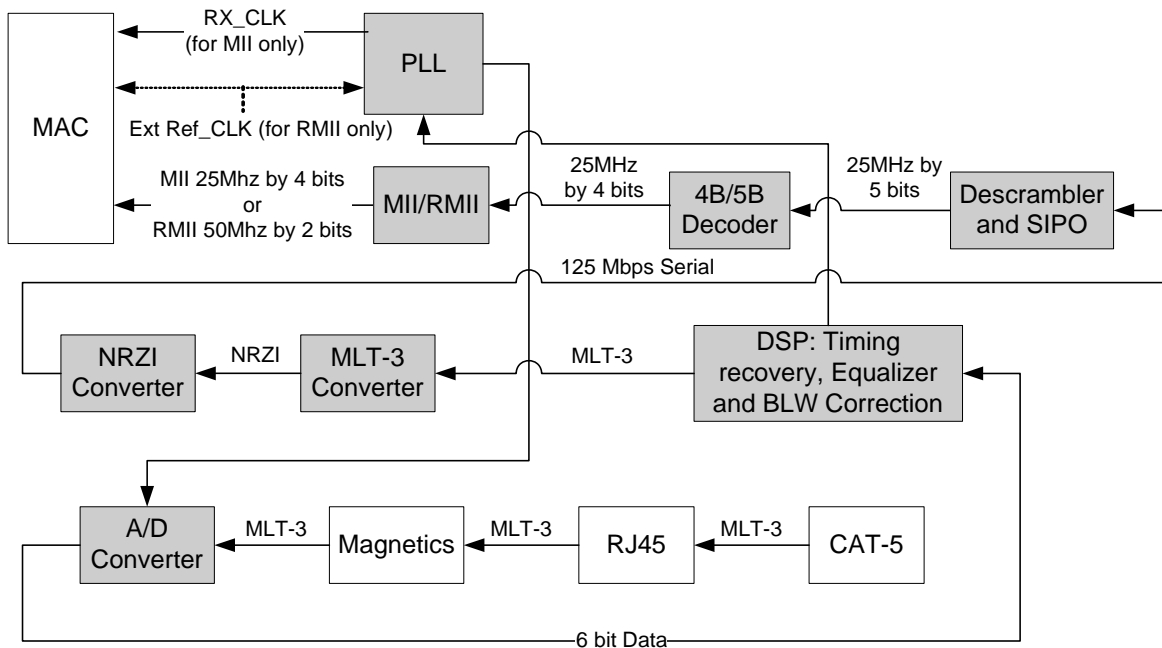 RX_CLK
(for MII only)
PLL
MAC
Ext Ref_CLK (for RMII only)
MII 25Mhz by 4 bits
or
RMII 50Mhz by 2 bits
MII/RMII
25MHz
by 4 bits
4B/5B
Decoder
25MHz by
5 bits
Descrambler
and SIPO
125 Mbps Serial
NRZI
Converter
NRZI
MLT-3
Converter
MLT-3
DSP: Timing
recovery, Equalizer
and BLW Correction
A/D
Converter
MLT-3
Magnetics
MLT-3
RJ45
MLT-3
CAT-5
6 bit Data